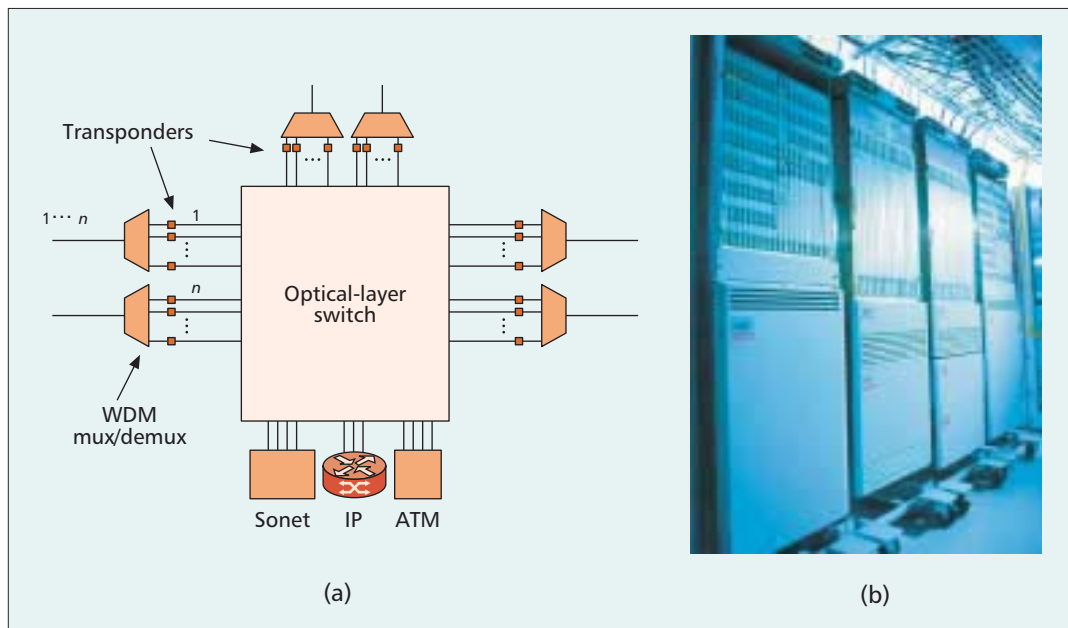 Transponders
1... n
1
n
Optical-layer
switch
WDM
mux/demux
Sonet
IP
ATM
(a)
(b)